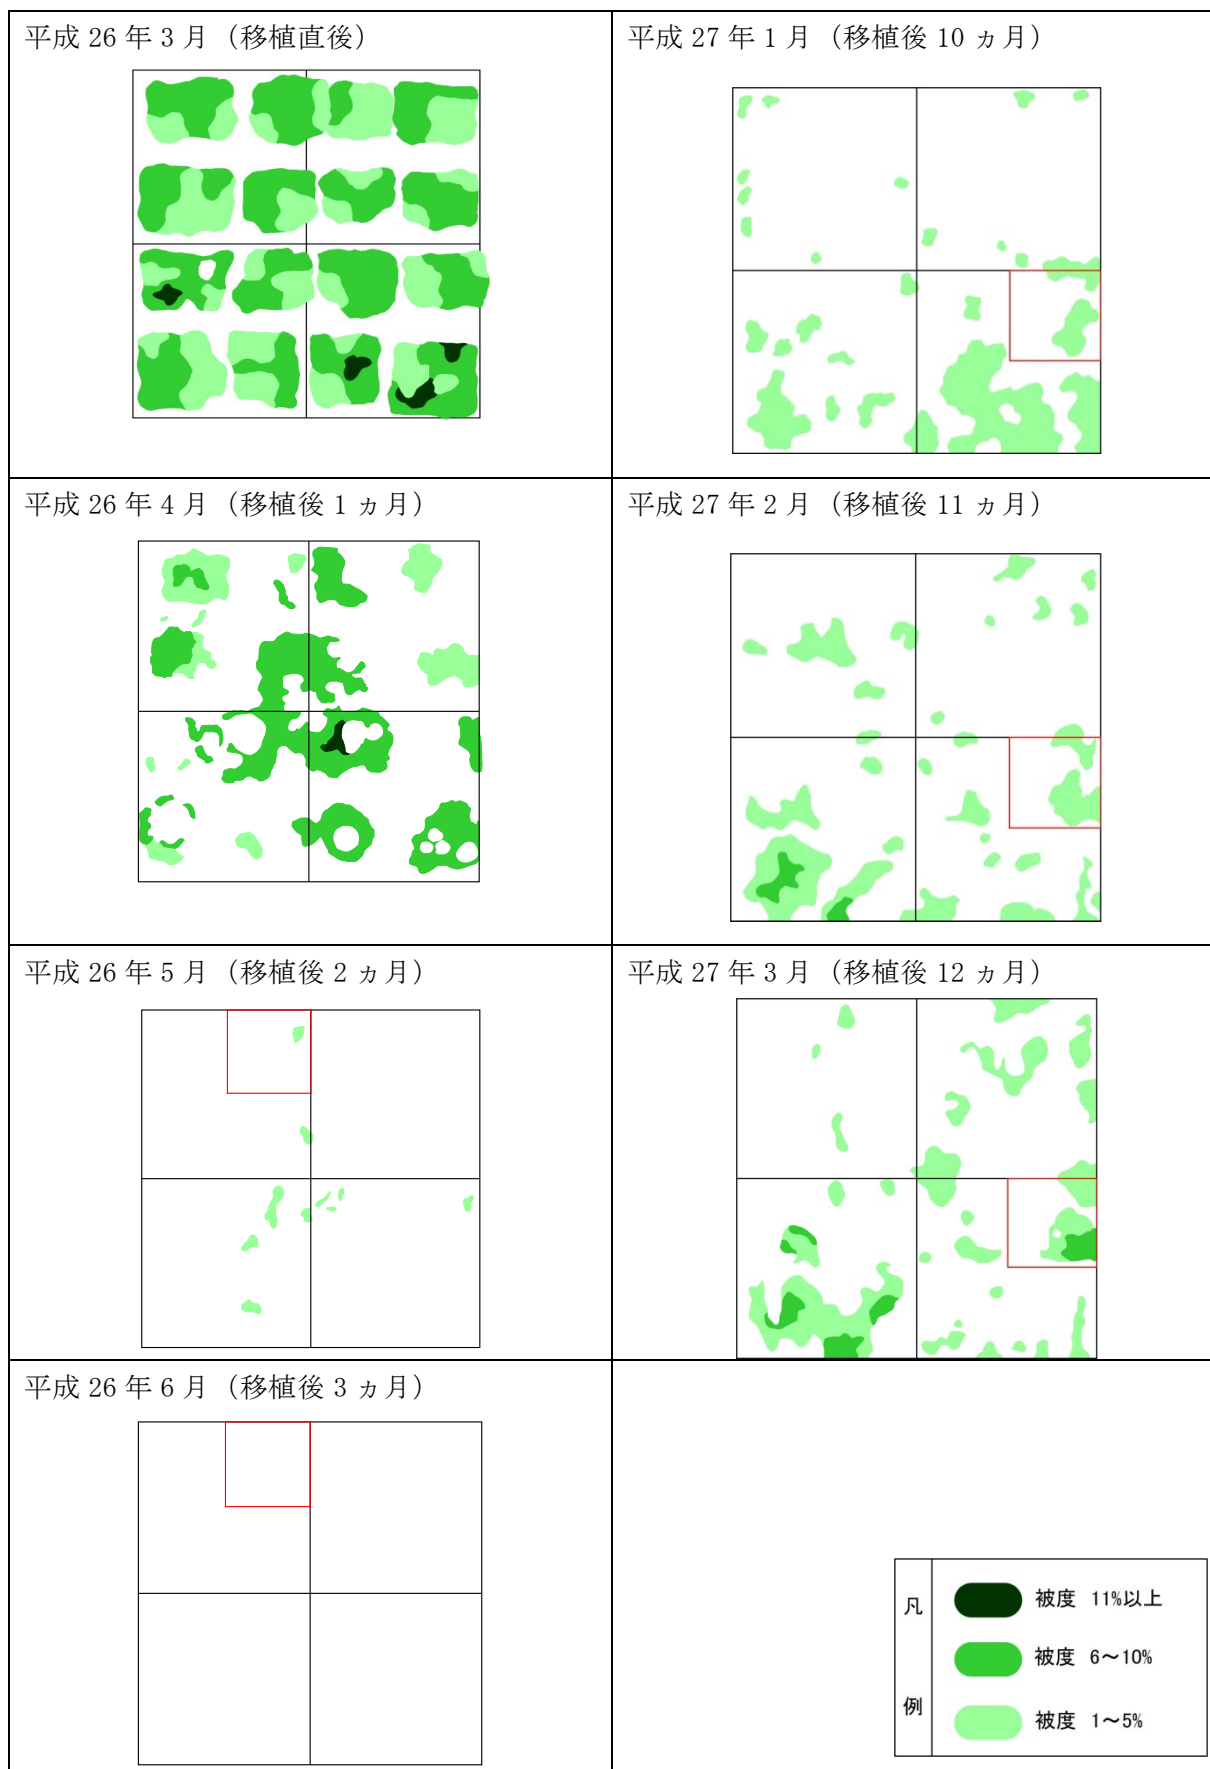 平成 26 年 3 月（移植直後）
平成 27 年 1 月（移植後 10 ヵ月）
平成 26 年 4 月（移植後 1 ヵ月）
平成 27 年 2 月（移植後 11 ヵ月）
平成 26 年 5 月（移植後 2 ヵ月）
平成 27 年 3 月（移植後 12 ヵ月）
平成 26 年 6 月（移植後 3 ヵ月）
凡例
被度 11%以上
被度 6～10%
被度 1～5%